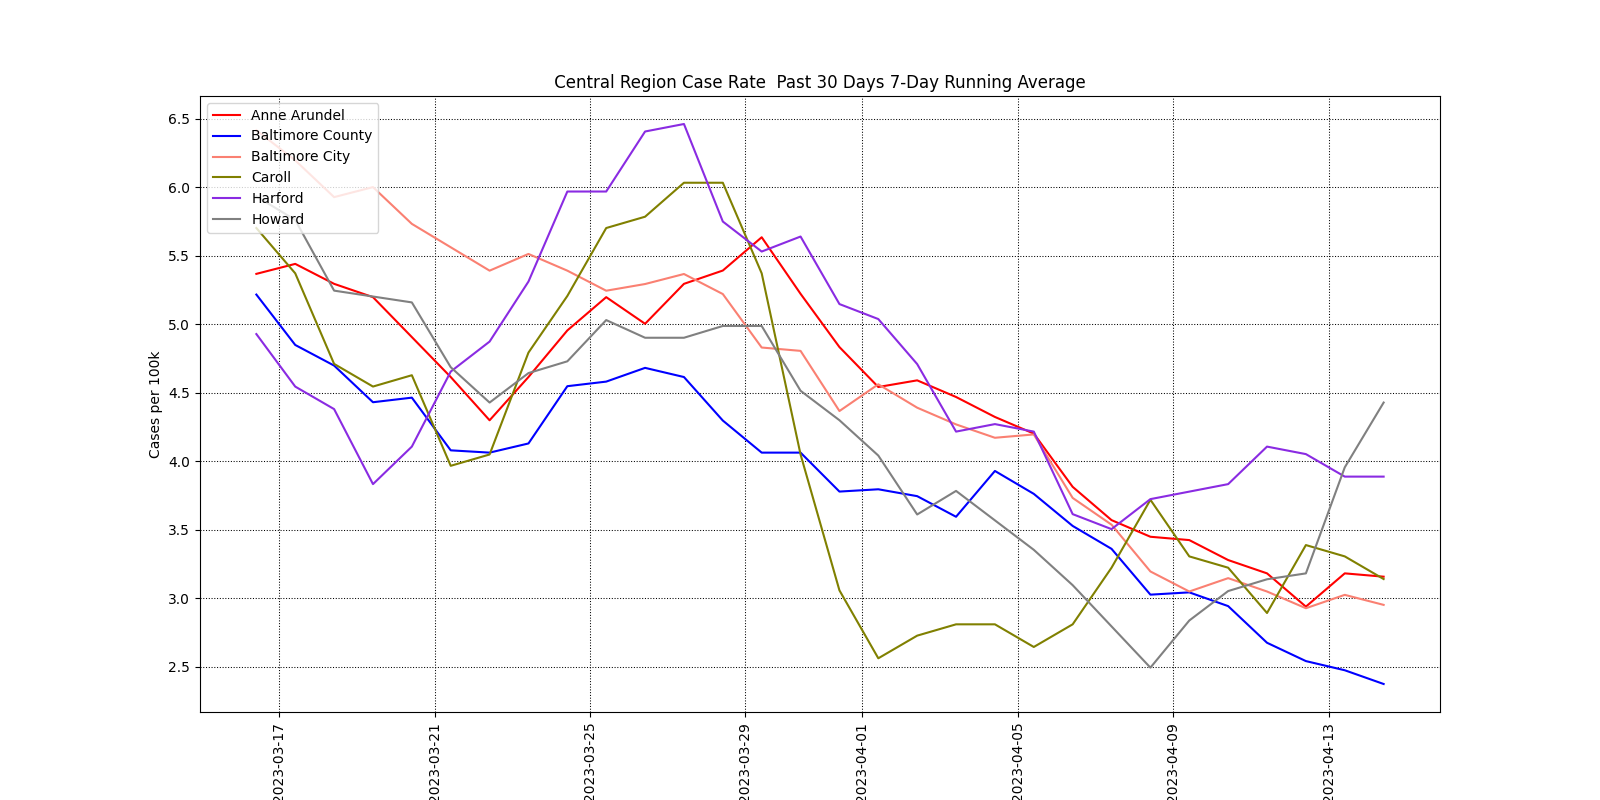 Central Region Case Rate  Past 30 Days 7-Day Running Average
Anne Arundel
Baltimore County
Baltimore City
Caroll
Harford
Howard
Cases per 100k
6.5
6.0
5.5
5.0
4.5
4.0
3.5
3.0
2.5
2023-03-17
2023-03-21
2023-03-25
2023-03-29
2023-04-01
2023-04-05
2023-04-09
2023-04-13